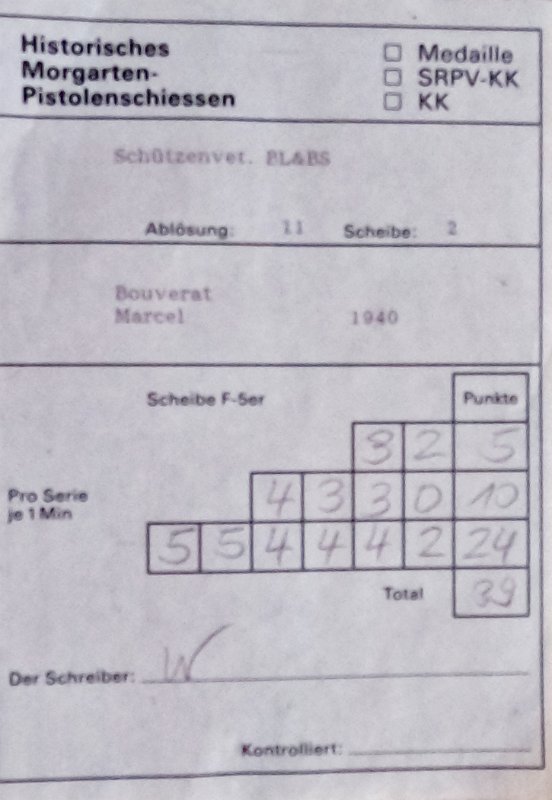 Historisches
Morgarten-
Pistolenschiessen
Medaille
SRPV-KK
KK
Schützenvet. BL&BS
Ablösung: 11 Scheibe: 2
Bouverat
Marcel 1940
Scheibe F-5er Punkte
3 2 5
Pro Serie
je 1 Min
4 3 3 0 10
5 5 4 4 4 2 24
Total 39
Der Schreiber: W
Kontrolliert: